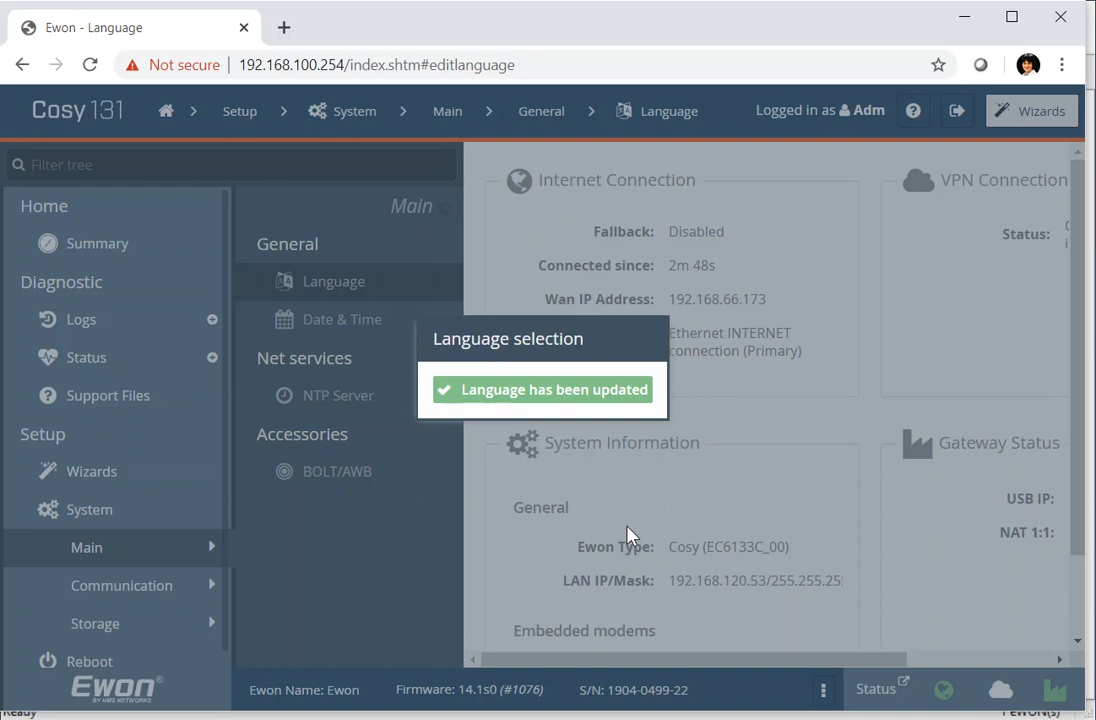 Ewon - Language
Not secure | 192.168.100.254/index.shtm#editlanguage
Cosy 131
Setup
System
Main
General
Language
Logged in as Adm
Wizards
Filter tree
Home
Summary
Diagnostic
Logs
Status
Support Files
Setup
Wizards
System
Main
Communication
Storage
Reboot
Ewon®
BY HMS NETWORKS
Main
General
Language
Date & Time
Net services
NTP Server
Accessories
BOLT/AWB
Internet Connection
Fallback: Disabled
Connected since: 2m 48s
Wan IP Address: 192.168.66.173
Ethernet INTERNET
connection (Primary)
VPN Connection
Status:
Language selection
Language has been updated
System Information
General
Ewon Type: Cosy (EC6133C_00)
LAN IP/Mask: 192.168.120.53/255.255.25
Embedded modems
Gateway Status
USB IP:
NAT 1:1:
Ewon Name: Ewon
Firmware: 14.1s0 (#1076)
S/N: 1904-0499-22
Status
Ready